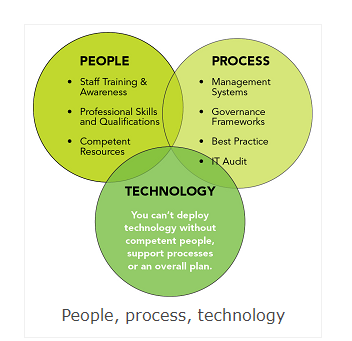 PEOPLE
• Staff Training &
Awareness
• Professional Skills
and Qualifications
• Competent
Resources
PROCESS
• Management
Systems
• Governance
Frameworks
• Best Practice
• IT Audit
TECHNOLOGY
You can't deploy
technology without
competent people,
support processes
or an overall plan.
People, process, technology